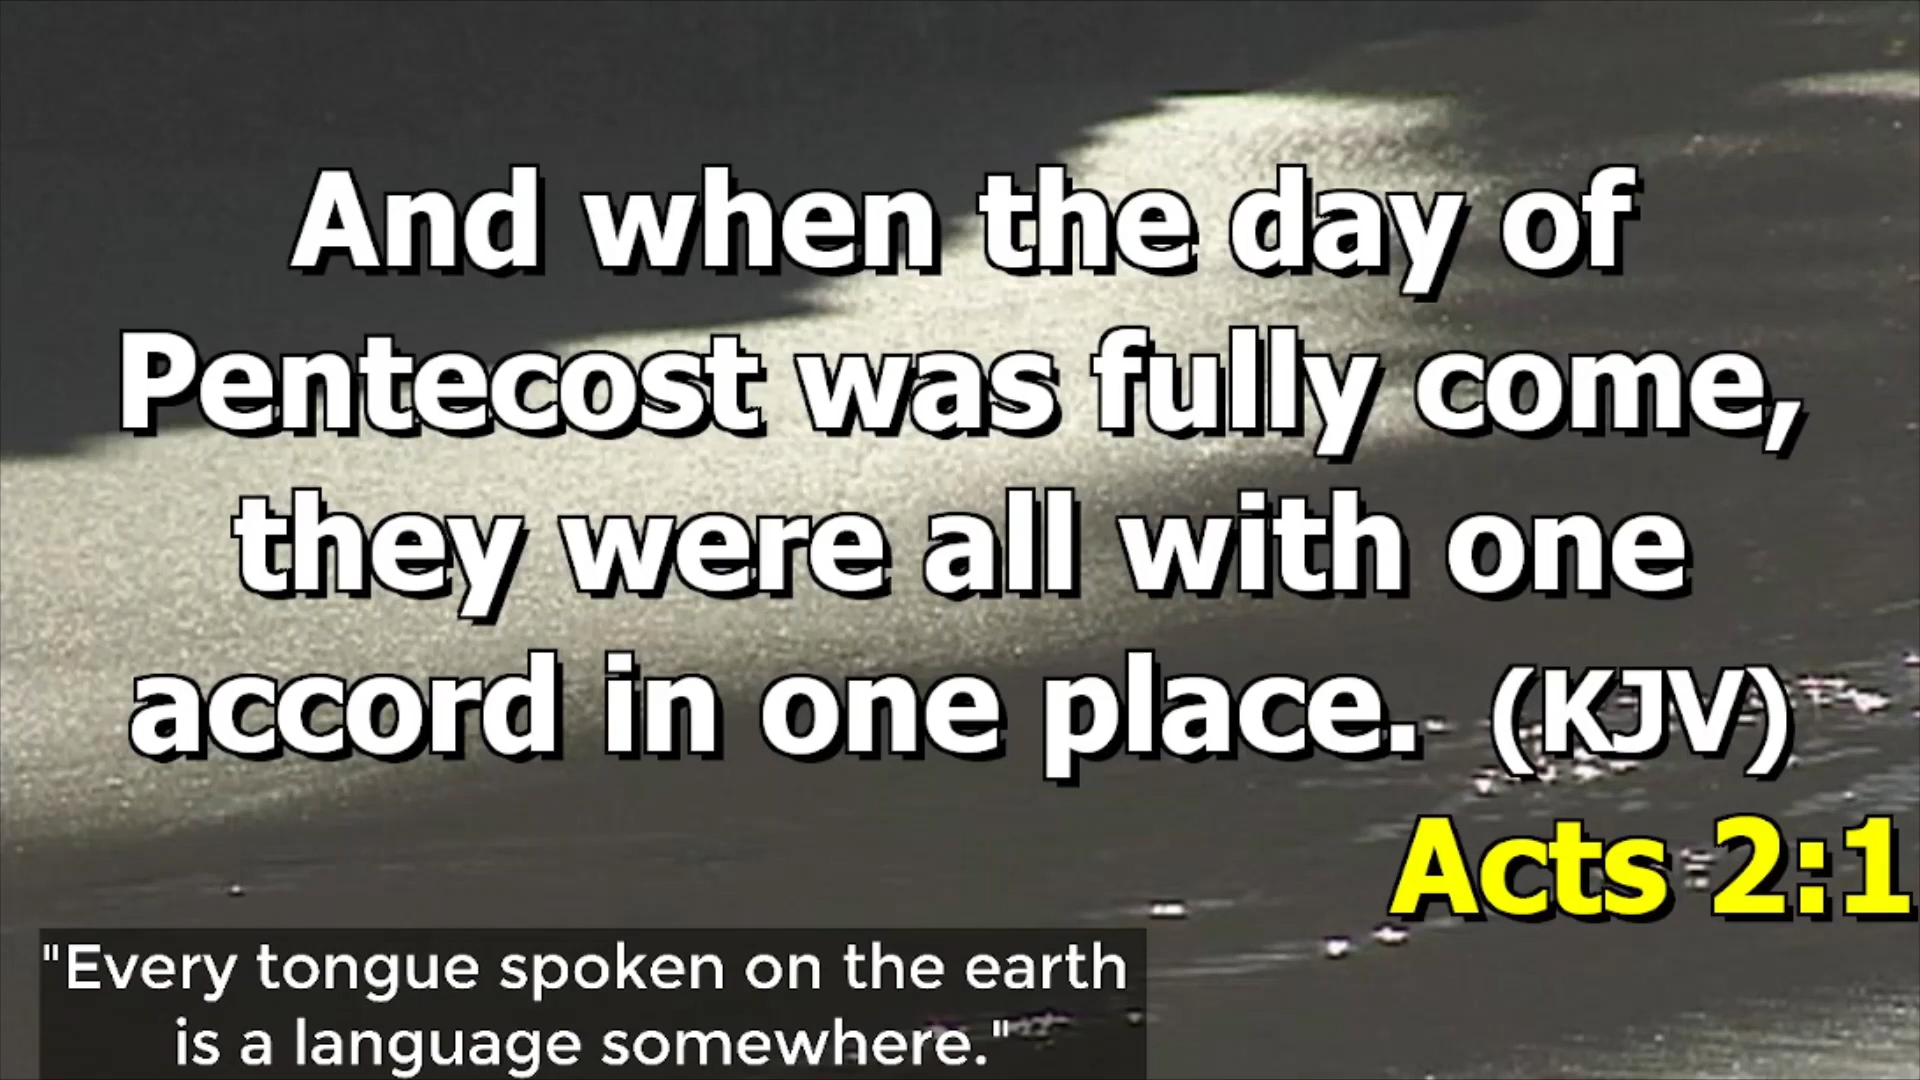 And when the day of
Pentecost was fully come,
they were all with one
accord in one place. (KJV)
Acts 2:1
"Every tongue spoken on the earth
is a language somewhere."